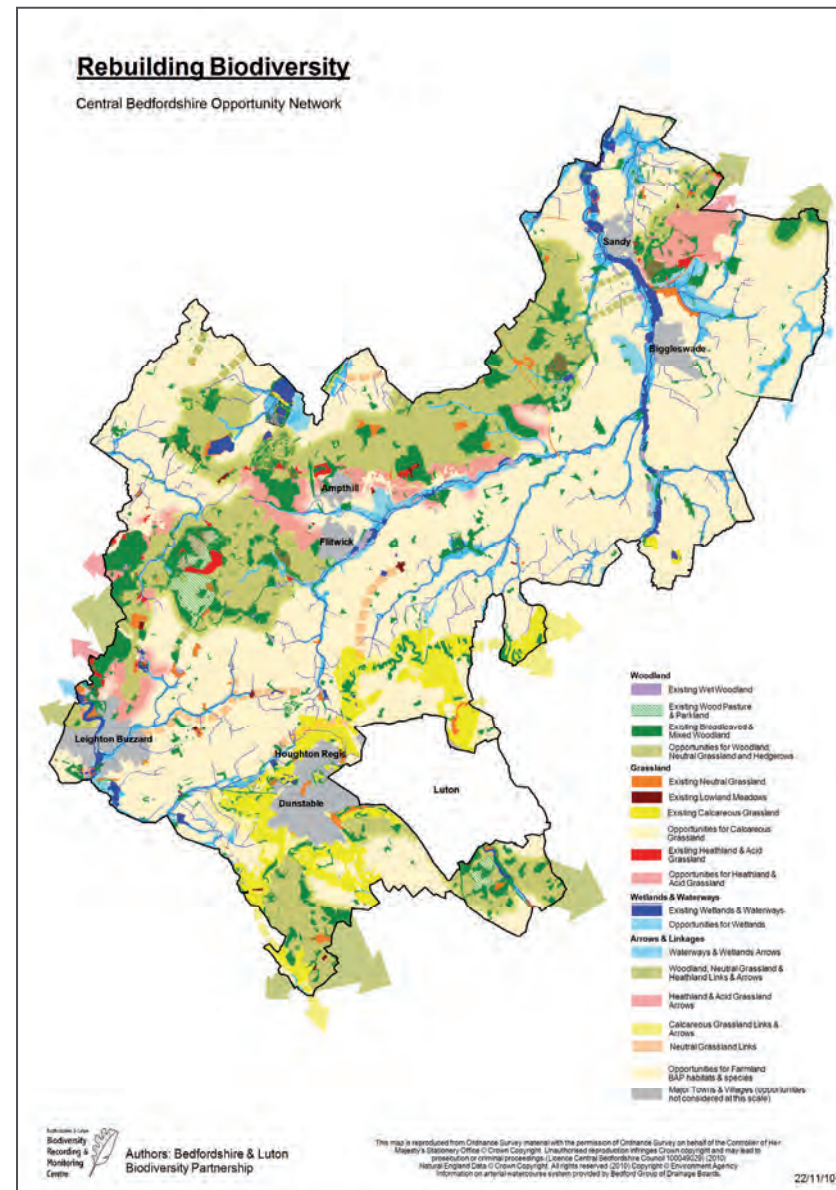 Rebuilding Biodiversity
Central Bedfordshire Opportunity Network
Sandy
Biggleswade
Ampthill
Flitwick
Leighton Buzzard
Houghton Regis
Dunstable
Luton
Woodland
Existing Wet Woodland
Existing Wood Pasture
& Parkland
Existing Broadleaved &
Mixed Woodland
Opportunities for Woodland,
Neutral Grassland and Hedgerows
Grassland
Existing Neutral Grassland
Existing Lowland Meadows
Existing Calcareous Grassland
Opportunities for Calcareous
Grassland
Existing Heathland & Acid
Grassland
Opportunities for Heathland &
Acid Grassland
Wetlands & Waterways
Existing Wetlands & Waterways
Opportunities for Wetlands
Arrows & Linkages
Waterways & Wetlands Arrows
Woodland, Neutral Grassland &
Heathland Links & Arrows
Heathland & Acid Grassland
Arrows
Calcareous Grassland Links &
Arrows
Neutral Grassland Links
Opportunities for Farmland
BAP habitats & species
Major Towns & Villages (opportunities
not considered at this scale)
Bedfordshire & Luton
Biodiversity
Recording &
Monitoring
Centre
Authors: Bedfordshire & Luton
Biodiversity Partnership
This map is reproduced from Ordnance Survey material with the permission of Ordnance Survey on behalf of the Controller of Her
Majesty's Stationery Office © Crown Copyright. Unauthorised reproduction infringes Crown copyright and may lead to
prosecution or criminal proceedings. (Licence Central Bedfordshire Council 100049029) (2010)
Natural England Data © Crown Copyright. All rights reserved (2010) Copyright © Environment Agency
Information on arterial watercourse system provided by Bedford Group of Drainage Boards.
22/11/10